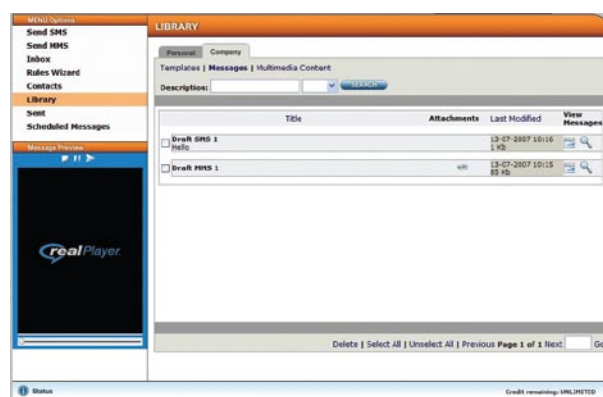 MENU Options
Send SMS
Send MMS
Inbox
Rules Wizard
Contacts
Library
Sent
Scheduled Messages
Message Preview
realPlayer.
LIBRARY
Personal Company
Templates | Messages | Multimedia Content
Description: SEARCH
Title Attachments Last Modified View Messages
Draft SMS 1 13-07-2007 10:16
Hello 1 Kb
Draft MMS 1 13-07-2007 10:15
85 Kb
Delete | Select All | Unselect All | Previous Page 1 of 1 Next Go
Status Credit remaining: UNLIMITED